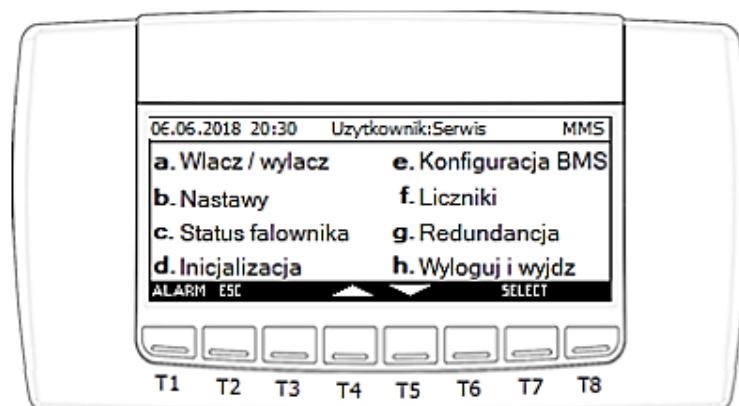 06.06.2018 20:30 Uzytkownik:Serwis MMS
a. Wlacz / wylacz e. Konfiguracja BMS
b. Nastawy f. Liczniki
c. Status falownika g. Redundancja
d. Inicjalizacja h. Wyloguj i wyjdz
ALARM ESC SELECT
T1 T2 T3 T4 T5 T6 T7 T8